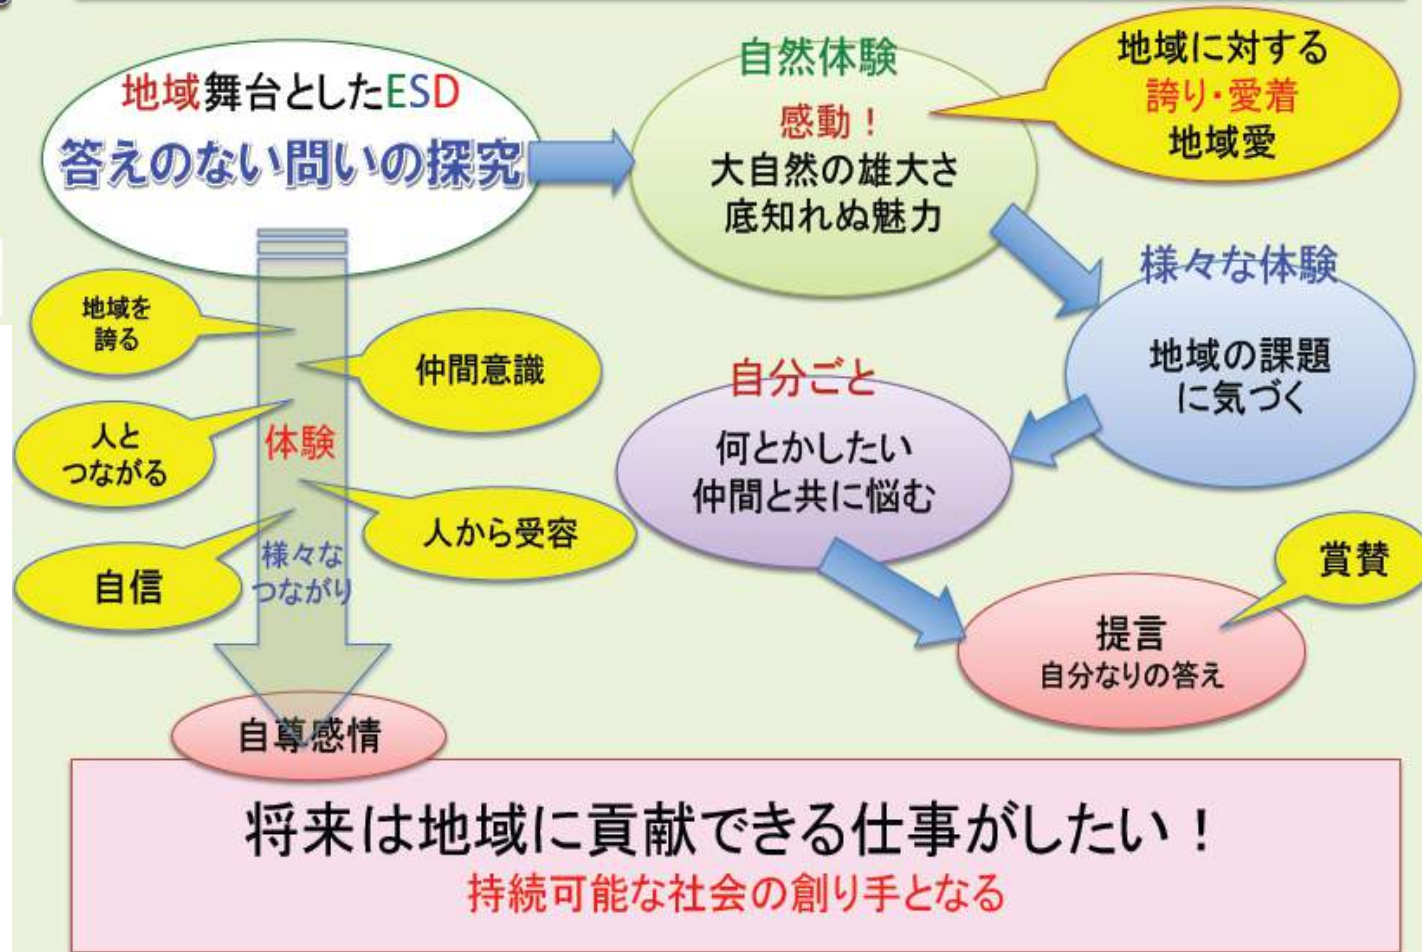 地域舞台としたESD
答えのない問いの探究
自然体験
感動！
大自然の雄大さ
底知れぬ魅力
地域に対する
誇り・愛着
地域愛
様々な体験
地域の課題
に気づく
自分ごと
何とかしたい
仲間と共に悩む
提言
自分なりの答え
賞賛
地域を
誇る
仲間意識
人と
つながる
体験
人から受容
自信
様々な
つながり
自尊感情
将来は地域に貢献できる仕事がしたい！
持続可能な社会の創り手となる